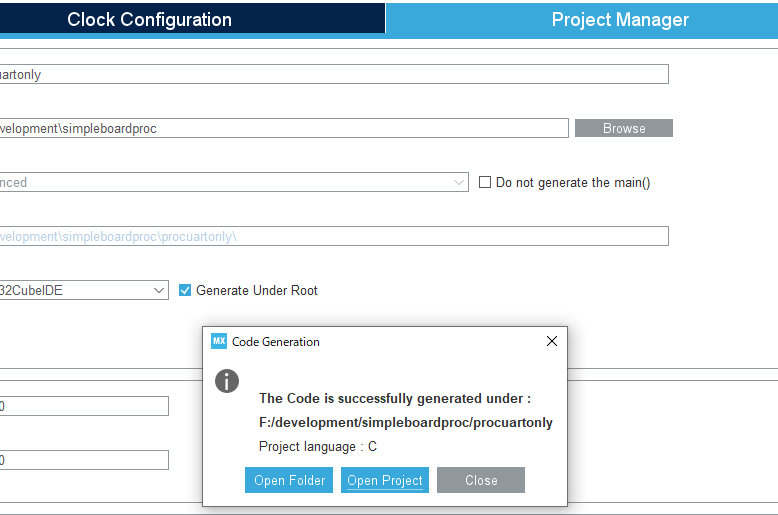 Clock Configuration
Project Manager
uartonly
velopment\simpleboardproc
Browse
nced
Do not generate the main()
velopment\simpleboardproc\procuartonly\
32CubeIDE
Generate Under Root
MX Code Generation
The Code is successfully generated under :
F:/development/simpleboardproc/procuartonly
Project language : C
Open Folder
Open Project
Close
0
0